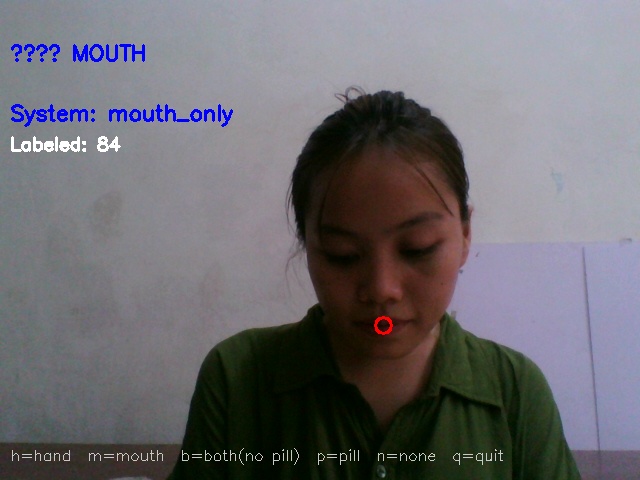 ???? MOUTH
System: mouth_only
Labeled: 84
h=hand m=mouth b=both(no pill) p=pill n=none q=quit